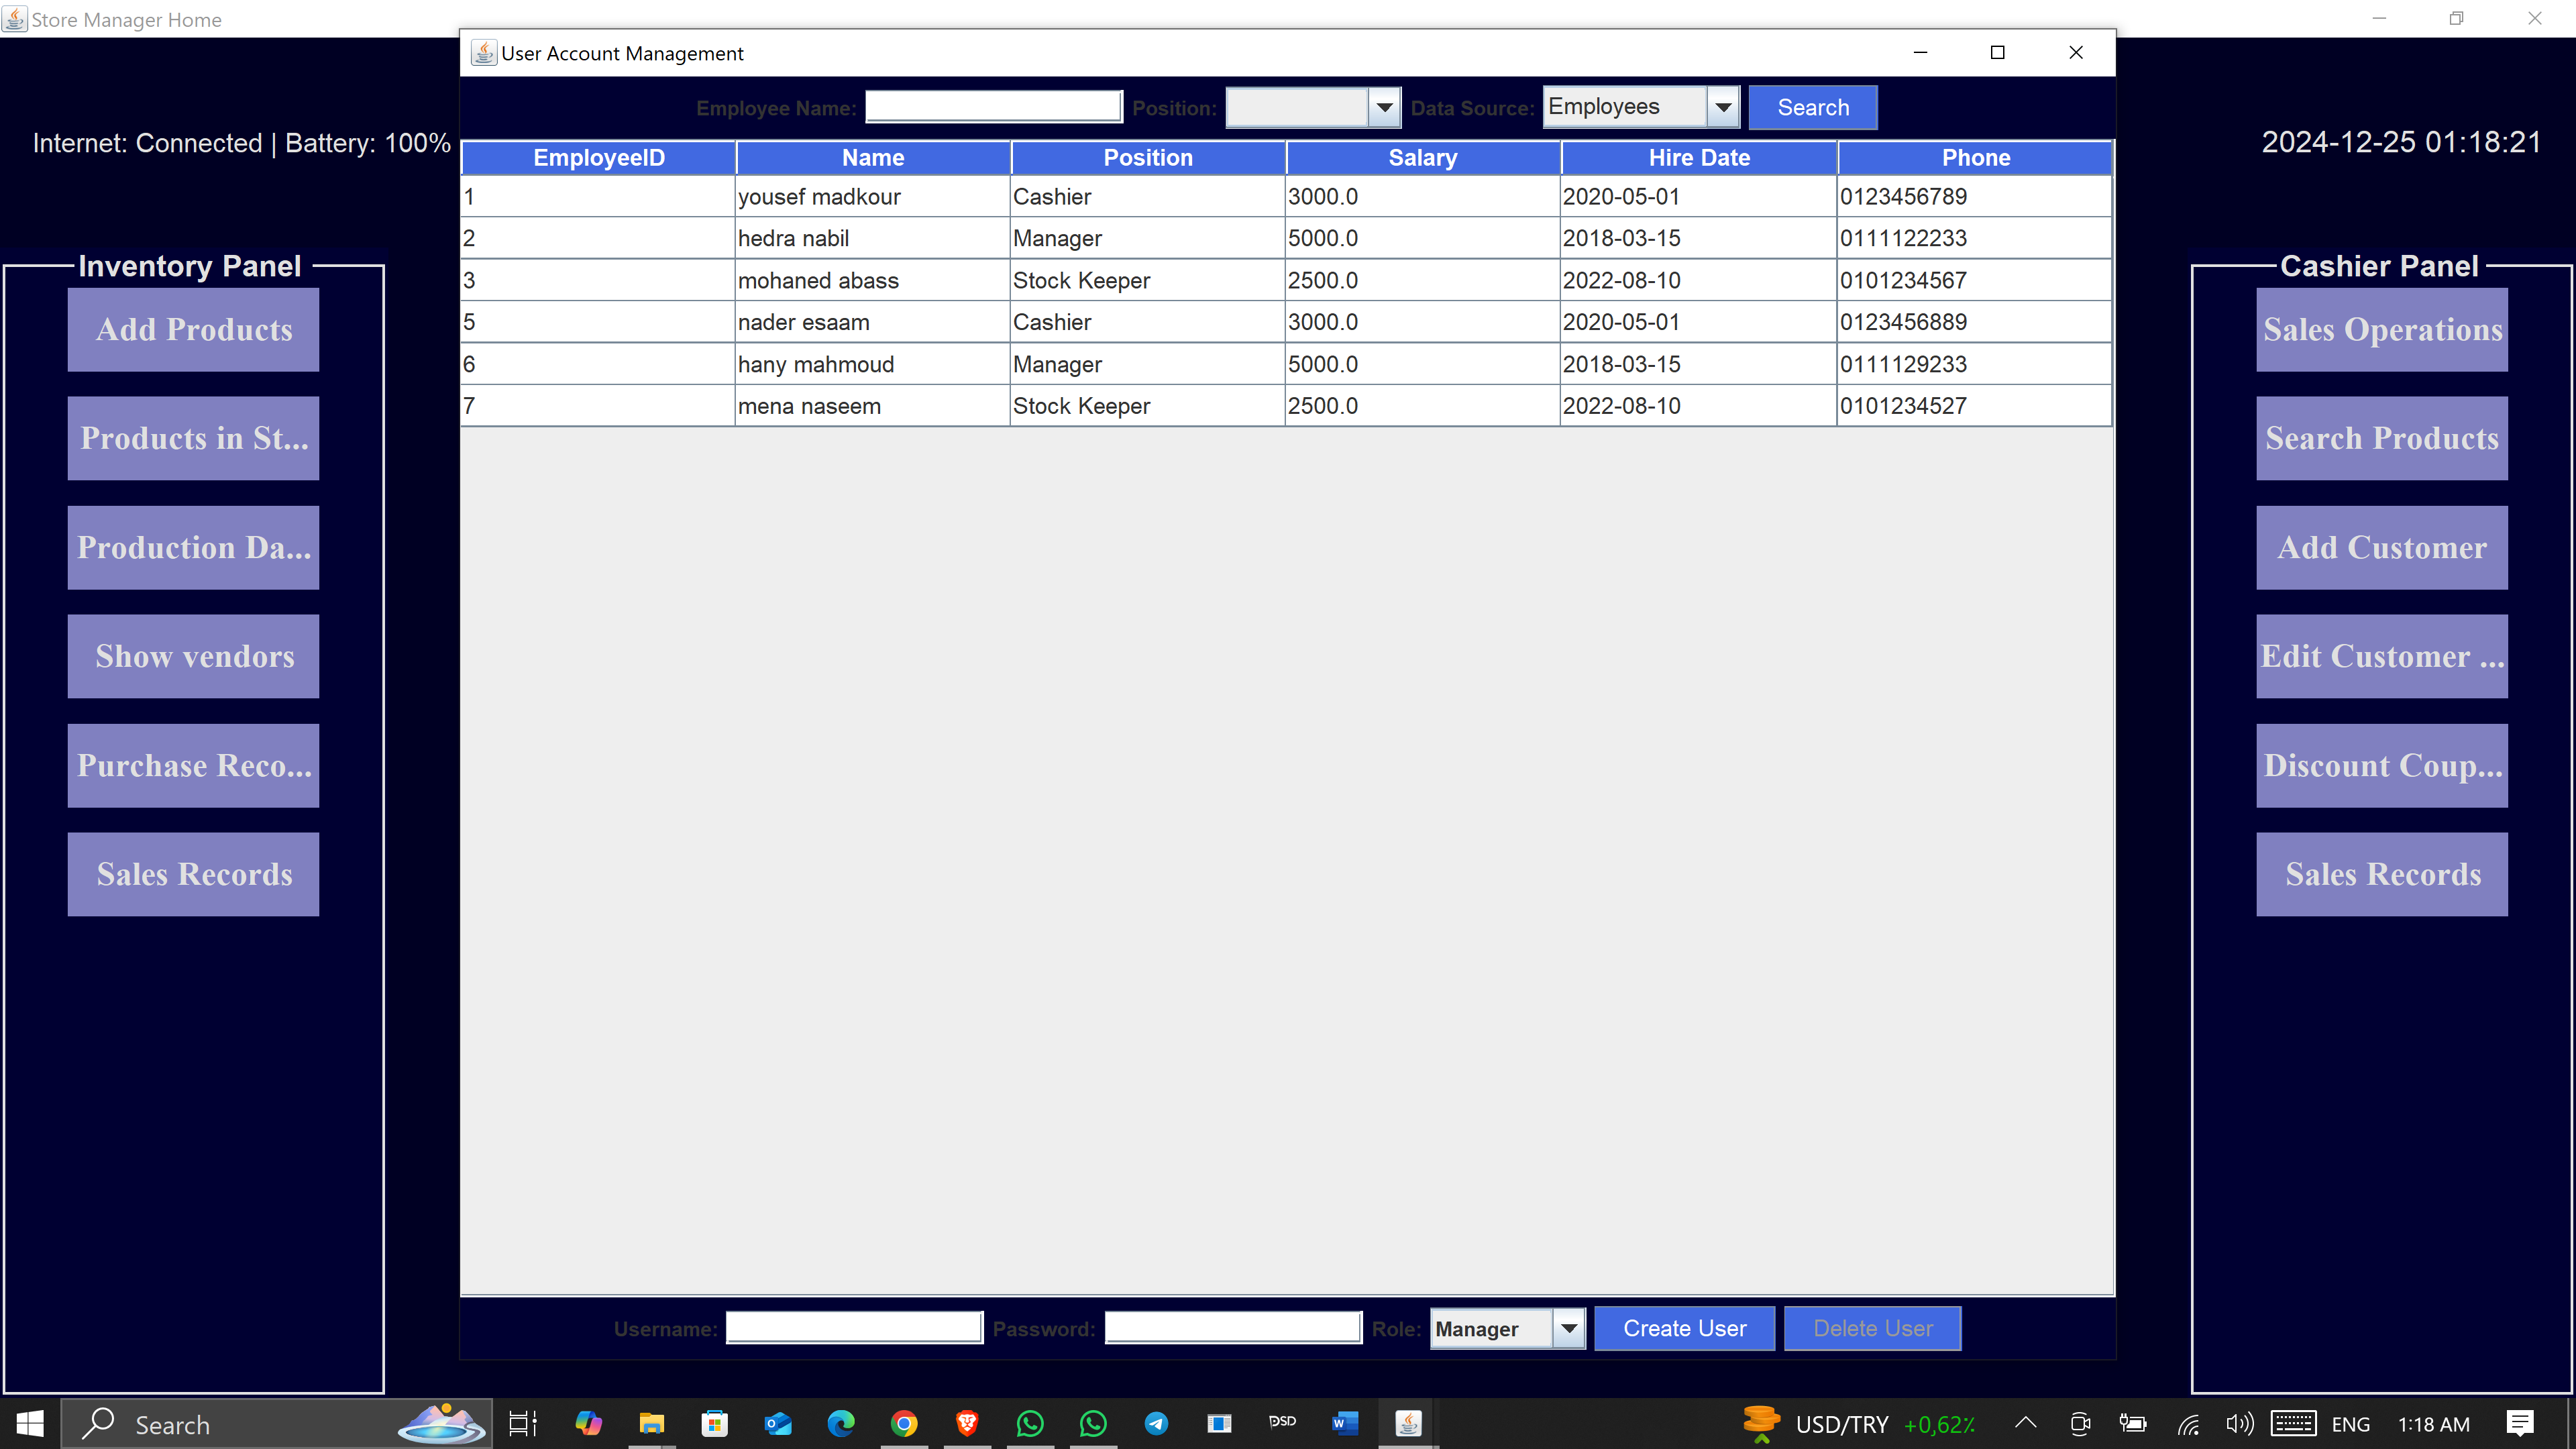 Store Manager Home
User Account Management
Internet: Connected | Battery: 100%
2024-12-25 01:18:21
Employee Name: Position: Data Source: Employees Search
EmployeeID Name Position Salary Hire Date Phone
1 yousef madkour Cashier 3000.0 2020-05-01 0123456789
2 hedra nabil Manager 5000.0 2018-03-15 0111122233
3 mohaned abass Stock Keeper 2500.0 2022-08-10 0101234567
5 nader esaam Cashier 3000.0 2020-05-01 0123456889
6 hany mahmoud Manager 5000.0 2018-03-15 0111129233
7 mena naseem Stock Keeper 2500.0 2022-08-10 0101234527
Username: Password: Role: Manager Create User Delete User
Inventory Panel
Add Products
Products in St...
Production Da...
Show vendors
Purchase Reco...
Sales Records
Cashier Panel
Sales Operations
Search Products
Add Customer
Edit Customer ...
Discount Coup...
Sales Records
Search PSD USD/TRY +0,62% ENG 1:18 AM